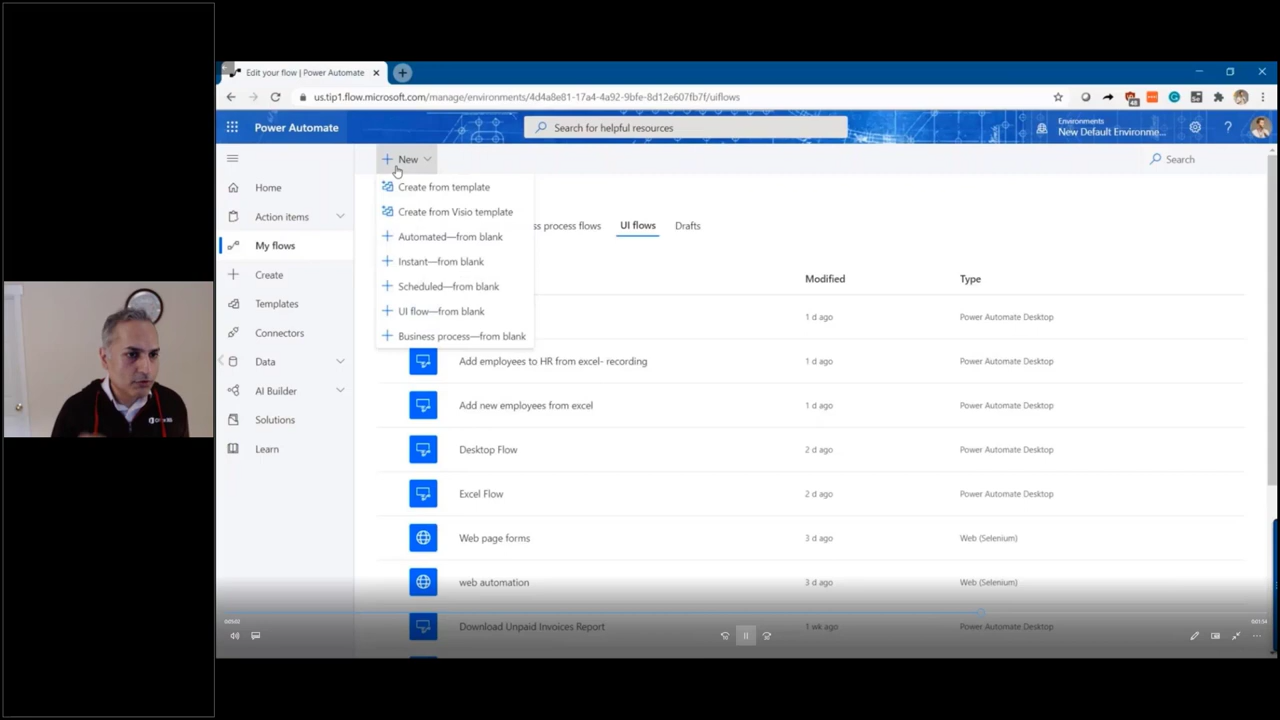 Edit your flow | Power Automate
us.tip1.flow.microsoft.com/manage/environments/4d4a8e81-17a4-4a92-9bfe-8d12e607fb7f/uiflows
48
Power Automate
Search for helpful resources
Environments
New Default Environme...
?
New
Search
Home
Action items
My flows
Create
Templates
Connectors
Data
AI Builder
Solutions
Learn
Create from template
Create from Visio template
Automated—from blank
Instant—from blank
Scheduled—from blank
UI flow—from blank
Business process—from blank
ss process flows
UI flows
Drafts
Modified
Type
1 d ago
Power Automate Desktop
Add employees to HR from excel- recording
1 d ago
Power Automate Desktop
Add new employees from excel
1 d ago
Power Automate Desktop
Desktop Flow
2 d ago
Power Automate Desktop
Excel Flow
2 d ago
Power Automate Desktop
Web page forms
3 d ago
Web (Selenium)
web automation
3 d ago
Web (Selenium)
Download Unpaid Invoices Report
1 wk ago
Power Automate Desktop